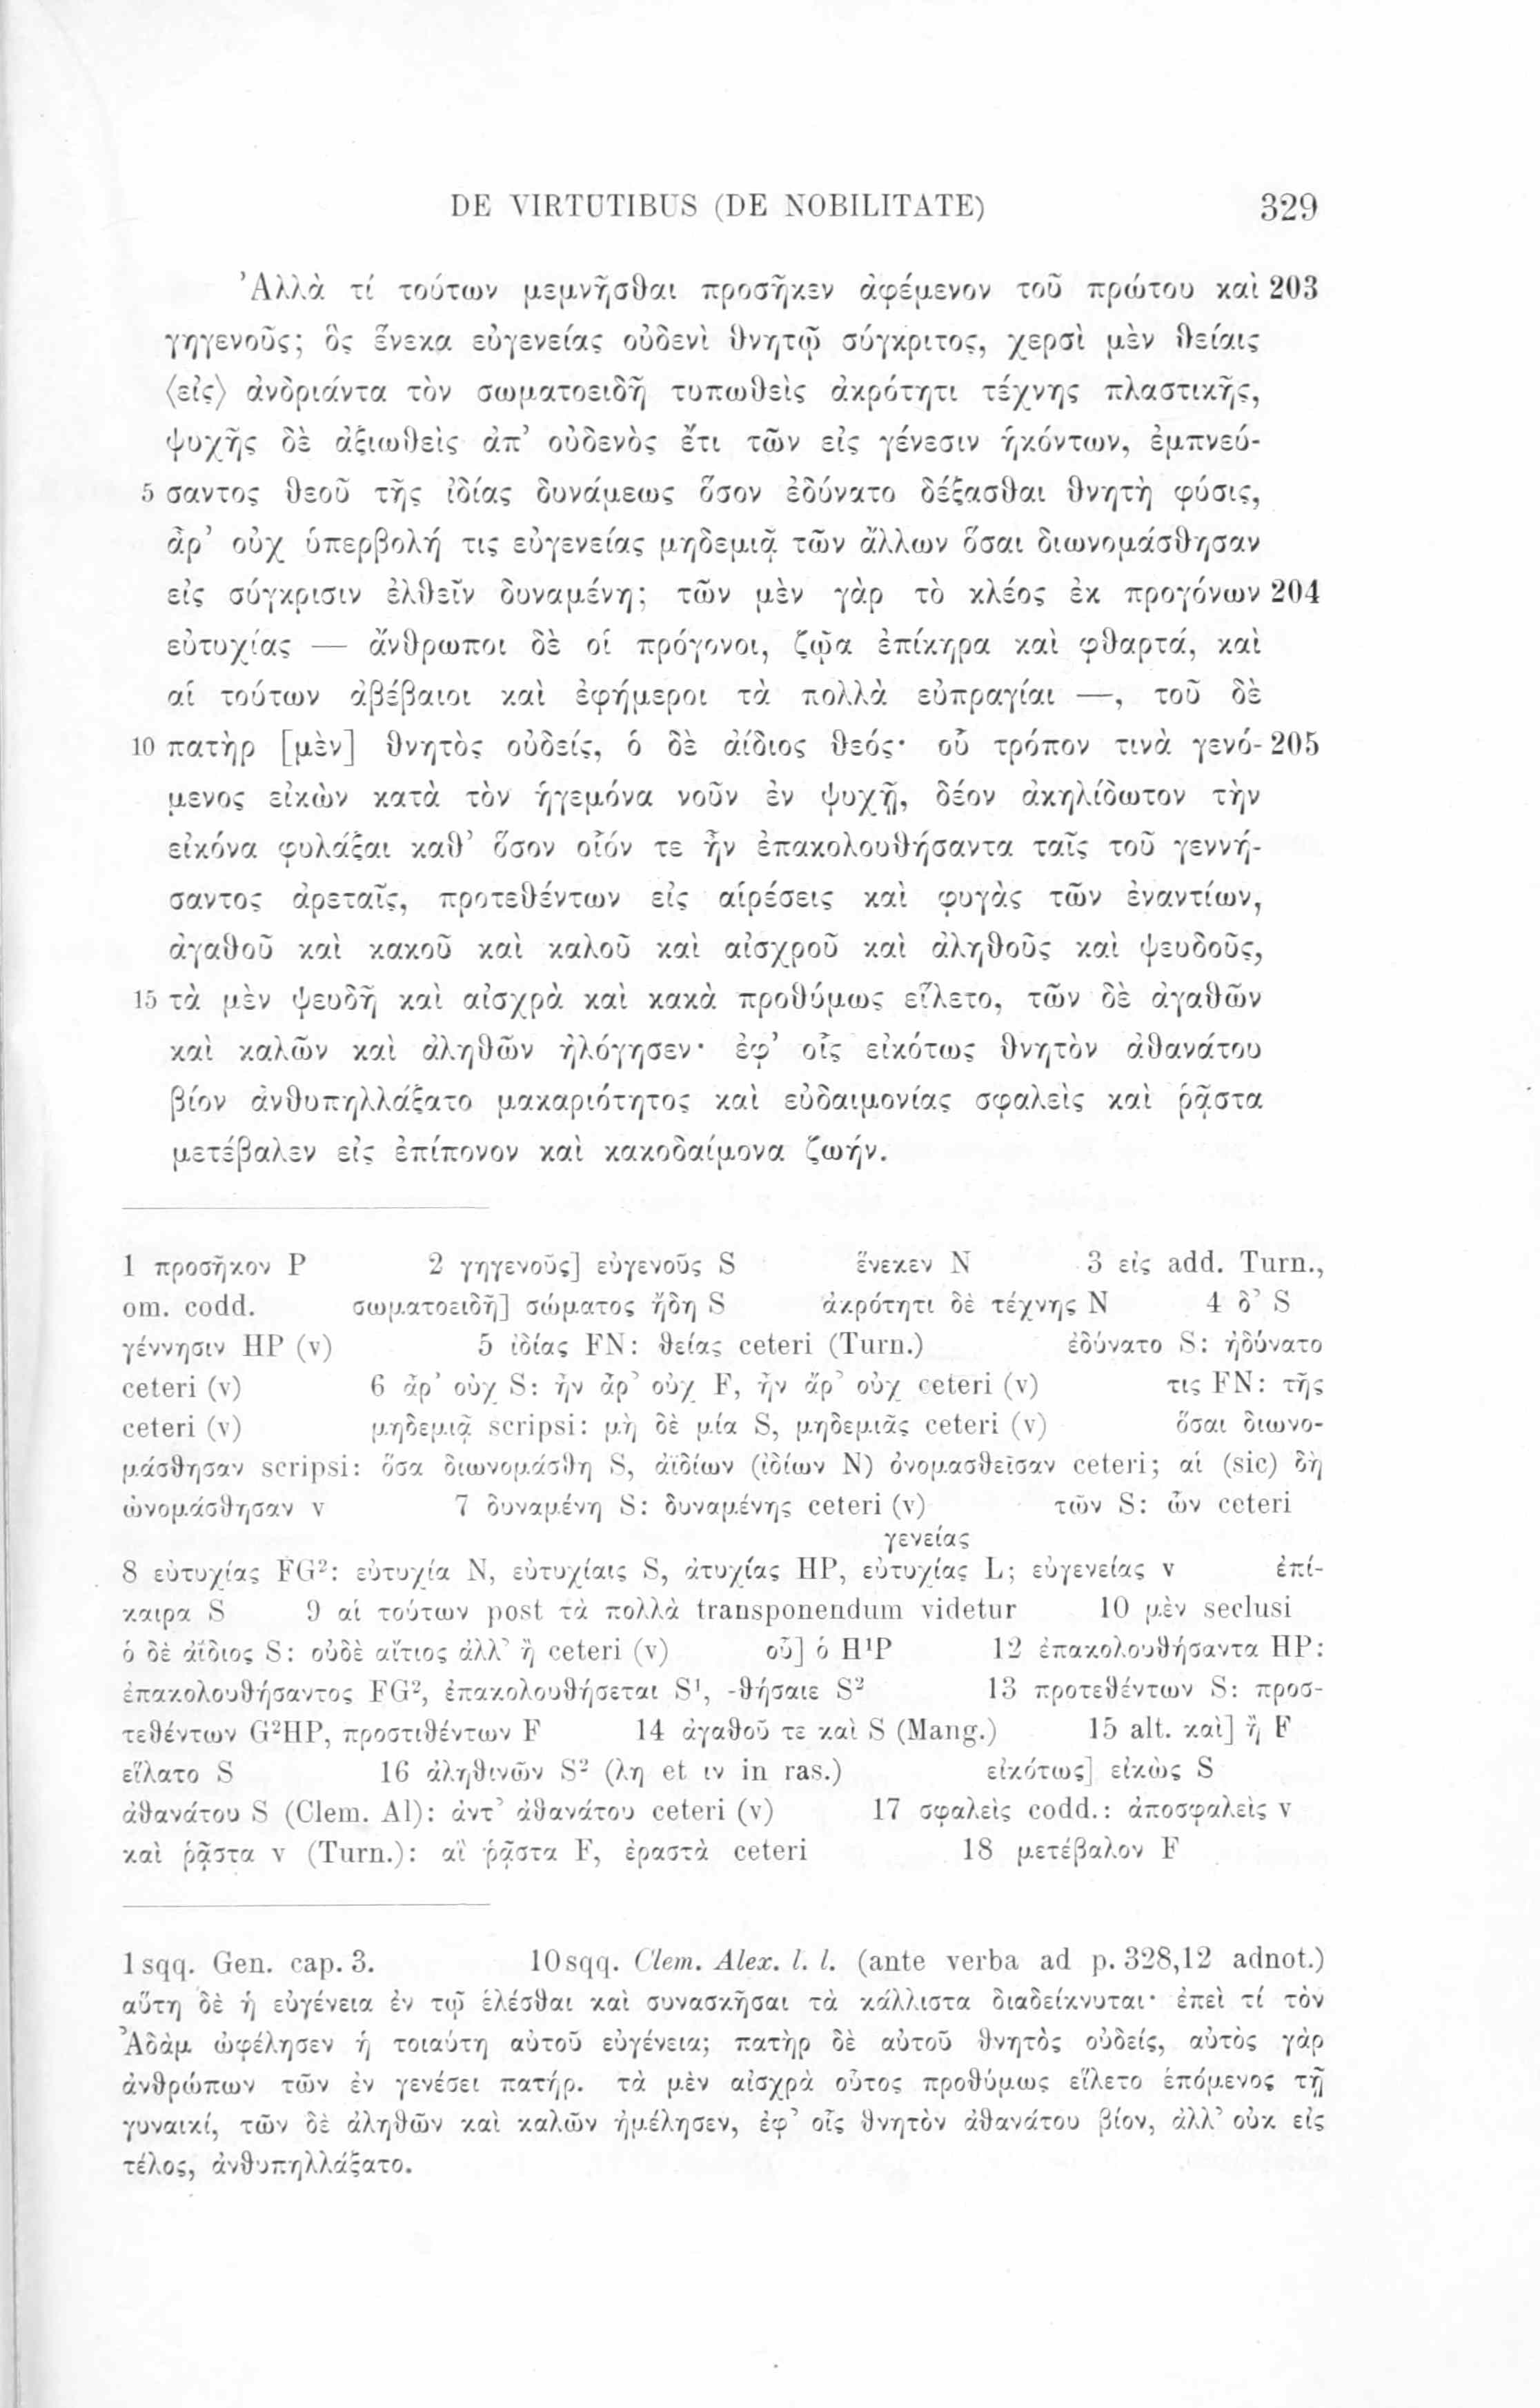 DE VIRTUTIBUS (DE NOBILITATE) 329
Ἀλλὰ τί τούτων μεμνῆσθαι προσῆκεν ἀφέμενον τοῦ πρώτου καὶ 203
γηγενοῦς; ὃς ἕνεκα εὐγενείας οὐδενὶ θνητῷ σύγκριτος, χερσὶ μὲν θείαις
⟨εἰς⟩ ἀνδριάντα τὸν σωματοειδῆ τυπωθεὶς ἀκρότητι τέχνης πλαστικῆς,
ψυχῆς δὲ ἀξιωθεὶς ἀπ’ οὐδενὸς ἔτι τῶν εἰς γένεσιν ἡκόντων, ἐμπνεύ-
5 σαντος θεοῦ τῆς ἰδίας δυνάμεως ὅσον ἐδύνατο δέξασθαι θνητὴ φύσις,
ἆρ’ οὐχ ὑπερβολή τις εὐγενείας μηδεμιᾷ τῶν ἄλλων ὅσαι διωνομάσθησαν
εἰς σύγκρισιν ἐλθεῖν δυναμένη; τῶν μὲν γὰρ τὸ κλέος ἐκ προγόνων 204
εὐτυχίας — ἄνθρωποι δὲ οἱ πρόγονοι, ζῷα ἐπίκηρα καὶ φθαρτά, καὶ
αἱ τούτων ἀβέβαιοι καὶ ἐφήμεροι τὰ πολλὰ εὐπραγίαι —, τοῦ δὲ
10 πατὴρ [μὲν] θνητὸς οὐδείς, ὁ δὲ ἀίδιος θεός· οὗ τρόπον τινὰ γενό- 205
μενος εἰκὼν κατὰ τὸν ἡγεμόνα νοῦν ἐν ψυχῇ, δέον ἀκηλίδωτον τὴν
εἰκόνα φυλάξαι καθ’ ὅσον οἷόν τε ἦν ἐπακολουθήσαντα ταῖς τοῦ γεννή-
σαντος ἀρεταῖς, προτεθέντων εἰς αἱρέσεις καὶ φυγὰς τῶν ἐναντίων,
ἀγαθοῦ καὶ κακοῦ καὶ καλοῦ καὶ αἰσχροῦ καὶ ἀληθοῦς καὶ ψευδοῦς,
15 τὰ μὲν ψευδῆ καὶ αἰσχρὰ καὶ κακὰ προθύμως εἵλετο, τῶν δὲ ἀγαθῶν
καὶ καλῶν καὶ ἀληθῶν ἠλόγησεν· ἐφ’ οἷς εἰκότως θνητὸν ἀθανάτου
βίον ἀνθυπηλλάξατο μακαριότητος καὶ εὐδαιμονίας σφαλεὶς καὶ ῥᾷστα
μετέβαλεν εἰς ἐπίπονον καὶ κακοδαίμονα ζωήν.
1 προσῆκον P 2 γηγενοῦς] εὐγενοῦς S ἕνεκεν N 3 εἰς add. Turn.,
om. codd. σωματοειδῆ] σώματος ἤδη S ἀκρότητι δὲ τέχνης N 4 δ’ S
γέννησιν HP (v) 5 ἰδίας FN: θείας ceteri (Turn.) ἐδύνατο S: ἠδύνατο
ceteri (v) 6 ἆρ’ οὐχ S: ἦν ἆρ’ οὐχ F, ἦν ἄρ’ οὐχ ceteri (v) τις FN: τῆς
ceteri (v) μηδεμιᾷ scripsi: μὴ δὲ μία S, μηδεμιᾶς ceteri (v) ὅσαι διωνο-
μάσθησαν scripsi: ὅσα διωνομάσθη S, ἀϊδίων (ἰδίων N) ὀνομασθεῖσαν ceteri; αἱ (sic) δὴ
ὠνομάσθησαν v 7 δυναμένη S: δυναμένης ceteri (v) τῶν S: ὧν ceteri
γενείας
8 εὐτυχίας FG²: εὐτυχία N, εὐτυχίαις S, ἀτυχίας HP, εὐτυχίας L; εὐγενείας v ἐπί-
καιρα S 9 αἱ τούτων post τὰ πολλὰ transponendum videtur 10 μὲν seclusi
ὁ δὲ ἀΐδιος S: οὐδὲ αἴτιος ἀλλ’ ἢ ceteri (v) οὗ] ὁ H¹P 12 ἐπακολουθήσαντα HP:
ἐπακολουθήσαντος FG², ἐπακολουθήσεται S¹, -θήσαιε S² 13 προτεθέντων S: προσ-
τεθέντων G²HP, προστιθέντων F 14 ἀγαθοῦ τε καὶ S (Mang.) 15 alt. καὶ] ἢ F
εἵλατο S 16 ἀληθινῶν S² (λη et ιν in ras.) εἰκότως] εἰκὼς S
ἀθανάτου S (Clem. Al): ἀντ’ ἀθανάτου ceteri (v) 17 σφαλεὶς codd.: ἀποσφαλεὶς v
καὶ ῥᾷστα v (Turn.): αἳ ῥᾷστα F, ἐραστὰ ceteri 18 μετέβαλον F
1 sqq. Gen. cap. 3. 10 sqq. Clem. Alex. l. l. (ante verba ad p. 328,12 adnot.)
αὕτη δὲ ἡ εὐγένεια ἐν τῷ ἑλέσθαι καὶ συνασκῆσαι τὰ κάλλιστα διαδείκνυται· ἐπεὶ τί τὸν
Ἀδὰμ ὠφέλησεν ἡ τοιαύτη αὐτοῦ εὐγένεια; πατὴρ δὲ αὐτοῦ θνητὸς οὐδείς, αὐτὸς γὰρ
ἀνθρώπων τῶν ἐν γενέσει πατήρ. τὰ μὲν αἰσχρὰ οὗτος προθύμως εἵλετο ἑπόμενος τῇ
γυναικί, τῶν δὲ ἀληθῶν καὶ καλῶν ἠμέλησεν, ἐφ’ οἷς θνητὸν ἀθανάτου βίον, ἀλλ’ οὐκ εἰς
τέλος, ἀνθυπηλλάξατο.